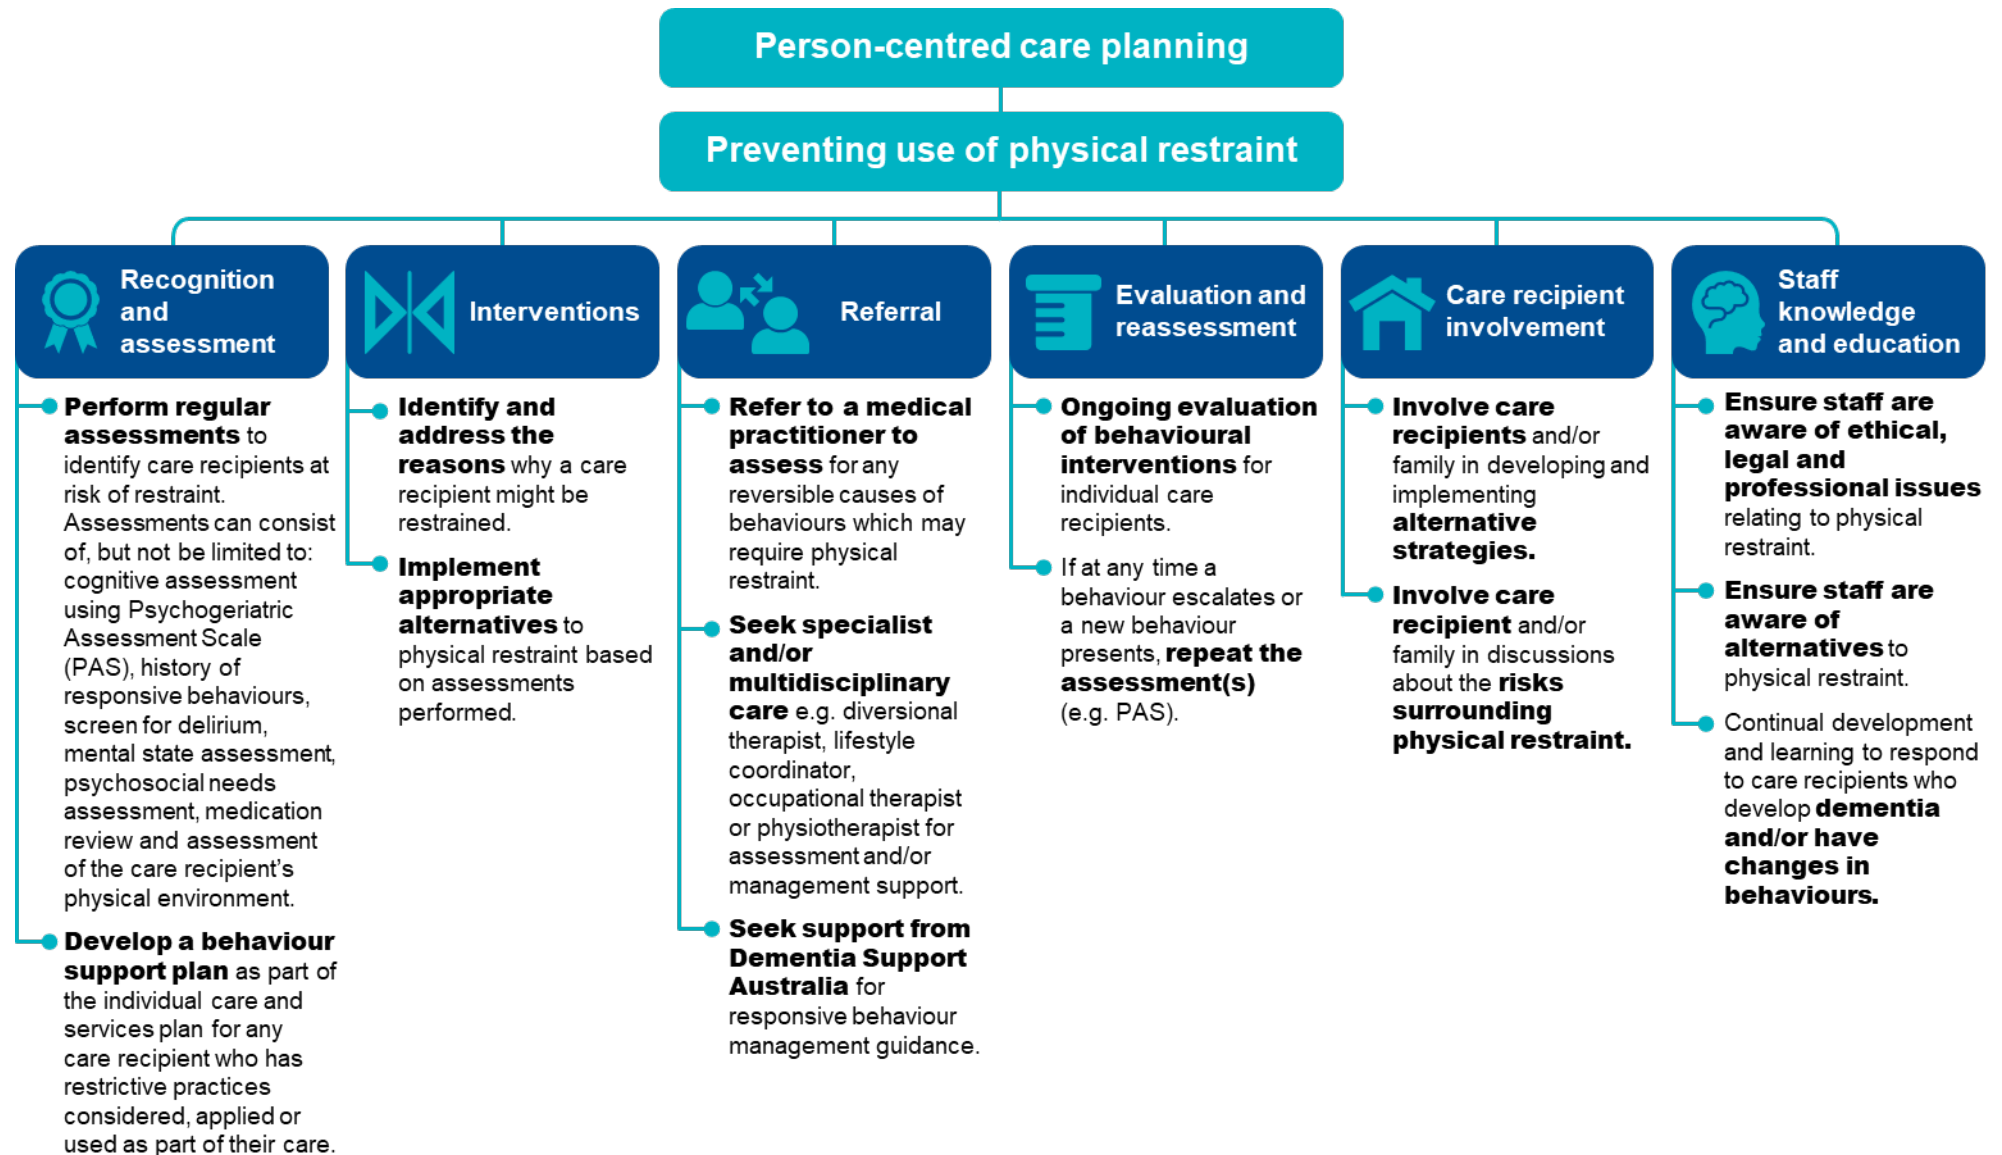 Person-centred care planning
Preventing use of physical restraint
Recognition
and
assessment
Perform regular
assessments to
identify care recipients at
risk of restraint.
Assessments can consist
of, but not be limited to:
cognitive assessment
using Psychogeriatric
Assessment Scale
(PAS), history of
responsive behaviours,
screen for delirium,
mental state assessment,
psychosocial needs
assessment, medication
review and assessment
of the care recipient's
physical environment.
Develop a behaviour
support plan as part of
the individual care and
services plan for any
care recipient who has
restrictive practices
considered, applied or
used as part of their care.
Interventions
Identify and
address the
reasons why a care
recipient might be
restrained.
Implement
appropriate
alternatives to
physical restraint based
on assessments
performed.
Referral
Refer to a medical
practitioner to
assess for any
reversible causes of
behaviours which may
require physical
restraint.
Seek specialist
and/or
multidisciplinary
care e.g. diversional
therapist, lifestyle
coordinator,
occupational therapist
or physiotherapist for
assessment and/or
management support.
Seek support from
Dementia Support
Australia for
responsive behaviour
management guidance.
Evaluation and
reassessment
Ongoing evaluation
of behavioural
interventions for
individual care
recipients.
If at any time a
behaviour escalates or
a new behaviour
presents, repeat the
assessment(s)
(e.g. PAS).
Care recipient
involvement
Involve care
recipients and/or
family in developing and
implementing
alternative
strategies.
Involve care
recipient and/or
family in discussions
about the risks
surrounding
physical restraint.
Staff
knowledge
and education
Ensure staff are
aware of ethical,
legal and
professional issues
relating to physical
restraint.
Ensure staff are
aware of
alternatives to
physical restraint.
Continual development
and learning to respond
to care recipients who
develop dementia
and/or have
changes in
behaviours.